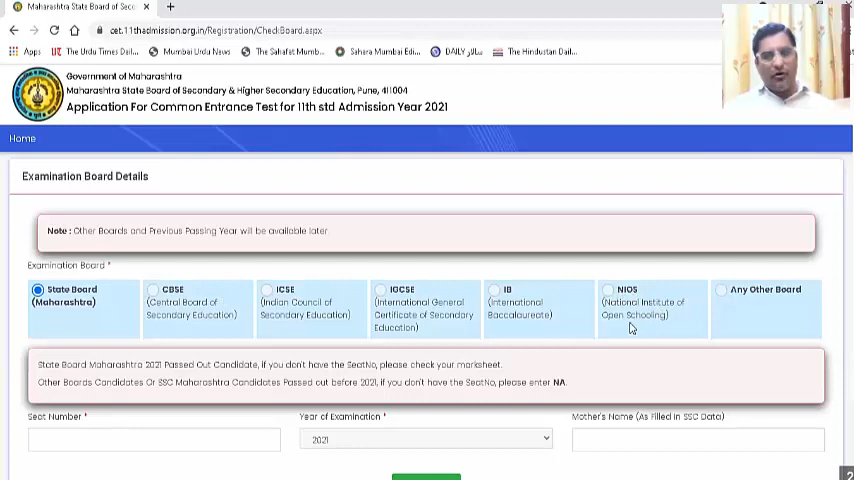 Maharashtra State Board of Seco
cet.11thadmission.org.in/Registration/CheckBoard.aspx
Apps The Urdu Times Dail... Mumbai Urdu News The Sahafat Mumbai... Sahara Mumbai Edi... DAILY سالار The Hindustan Dail...
Government of Maharashtra
Maharashtra State Board of Secondary & Higher Secondary Education, Pune, 411004
Application For Common Entrance Test for 11th std Admission Year 2021
Home
Examination Board Details
Note : Other Boards and Previous Passing Year will be available later
Examination Board *
State Board CBSE ICSE IGCSE IB NIOS Any Other Board
(Maharashtra) (Central Board of (Indian Council of (International General (International (National Institute of
Secondary Education) Secondary Education) Certificate of Secondary Baccalaureate) Open Schooling)
Education)
State Board Maharashtra 2021 Passed Out Candidate, if you don't have the SeatNo, please check your marksheet.
Other Boards Candidates Or SSC Maharashtra Candidates Passed out before 2021, if you don't have the SeatNo, please enter NA.
Seat Number * Year of Examination * Mother's Name (As Filled In SSC Data)
2021
2